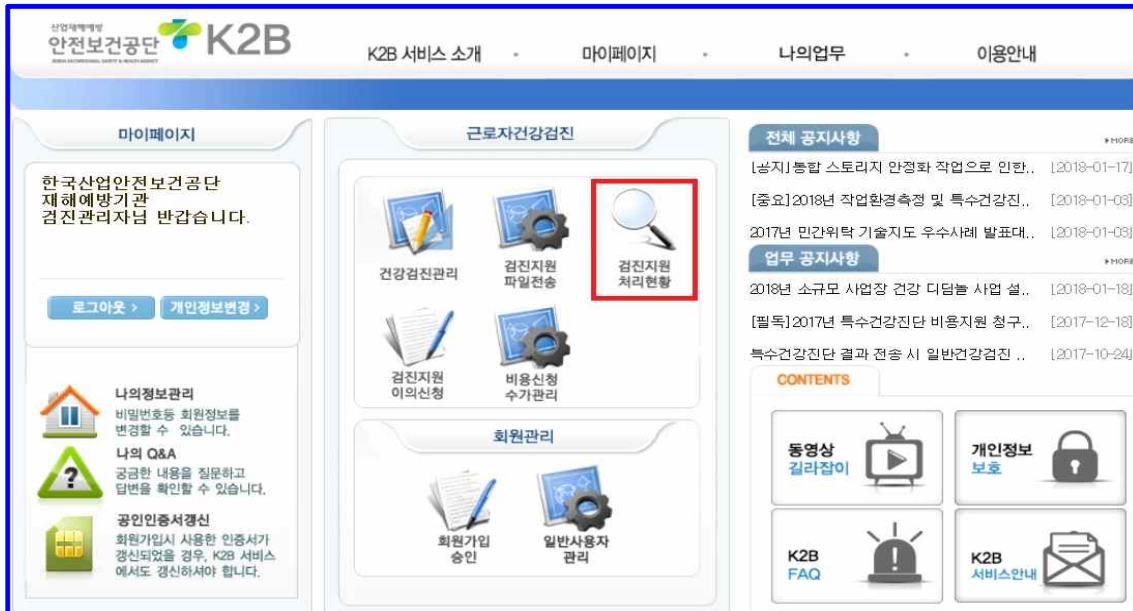 산업재해예방
안전보건공단
K2B
K2B 서비스 소개
마이페이지
나의업무
이용안내
마이페이지
한국산업안전보건공단
재해예방기관
검진관리자님 반갑습니다.
로그아웃 >
개인정보변경 >
나의정보관리
비밀번호등 회원정보를
변경할 수 있습니다.
나의 Q&A
궁금한 내용을 질문하고
답변을 확인할 수 있습니다.
공인인증서갱신
회원가입시 사용한 인증서가
갱신되었을 경우, K2B 서비스
에서도 갱신하셔야 합니다.
근로자건강검진
건강검진관리
검진지원
파일전송
검진지원
처리현황
검진지원
이의신청
비용신청
수가관리
회원관리
회원가입
승인
일반사용자
관리
전체 공지사항
MORE
[공지] 통합 스토리지 안정화 작업으로 인한.. [2018-01-17]
[중요] 2018년 작업환경측정 및 특수건강진.. [2018-01-03]
2017년 민간위탁 기술지도 우수사례 발표대.. [2018-01-03]
업무 공지사항
MORE
2018년 소규모 사업장 건강 디딤돌 사업 설.. [2018-01-18]
[필독] 2017년 특수건강진단 비용지원 청구.. [2017-12-18]
특수건강진단 결과 전송 시 일반건강검진 .. [2017-10-24]
CONTENTS
동영상
길라잡이
개인정보
보호
K2B
FAQ
K2B
서비스안내